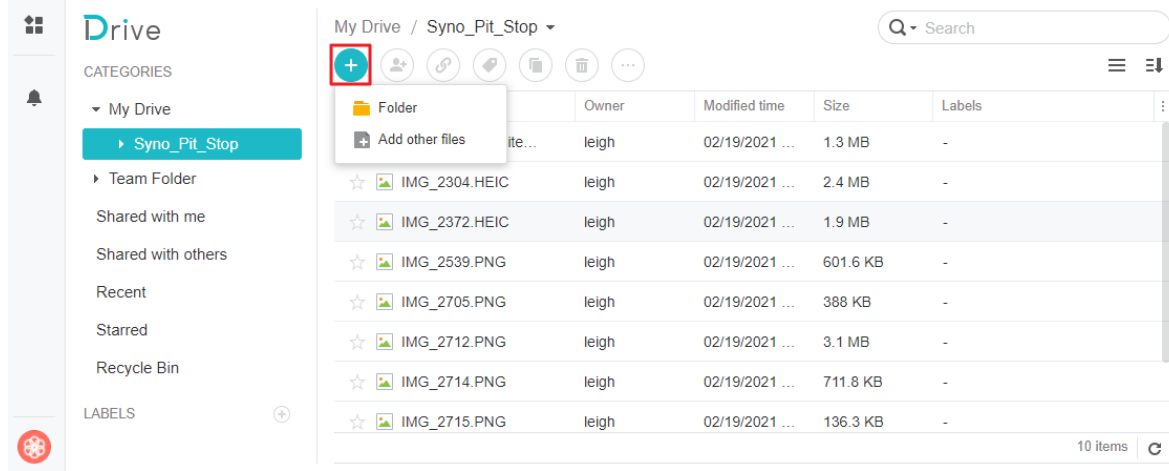 Drive
CATEGORIES
My Drive
Syno_Pit_Stop
Team Folder
Shared with me
Shared with others
Recent
Starred
Recycle Bin
LABELS
My Drive / Syno_Pit_Stop
Search
Folder
Add other files
Owner Modified time Size Labels
ite... leigh 02/19/2021 ... 1.3 MB -
IMG_2304.HEIC leigh 02/19/2021 ... 2.4 MB -
IMG_2372.HEIC leigh 02/19/2021 ... 1.9 MB -
IMG_2539.PNG leigh 02/19/2021 ... 601.6 KB -
IMG_2705.PNG leigh 02/19/2021 ... 388 KB -
IMG_2712.PNG leigh 02/19/2021 ... 3.1 MB -
IMG_2714.PNG leigh 02/19/2021 ... 711.8 KB -
IMG_2715.PNG leigh 02/19/2021 ... 136.3 KB -
10 items